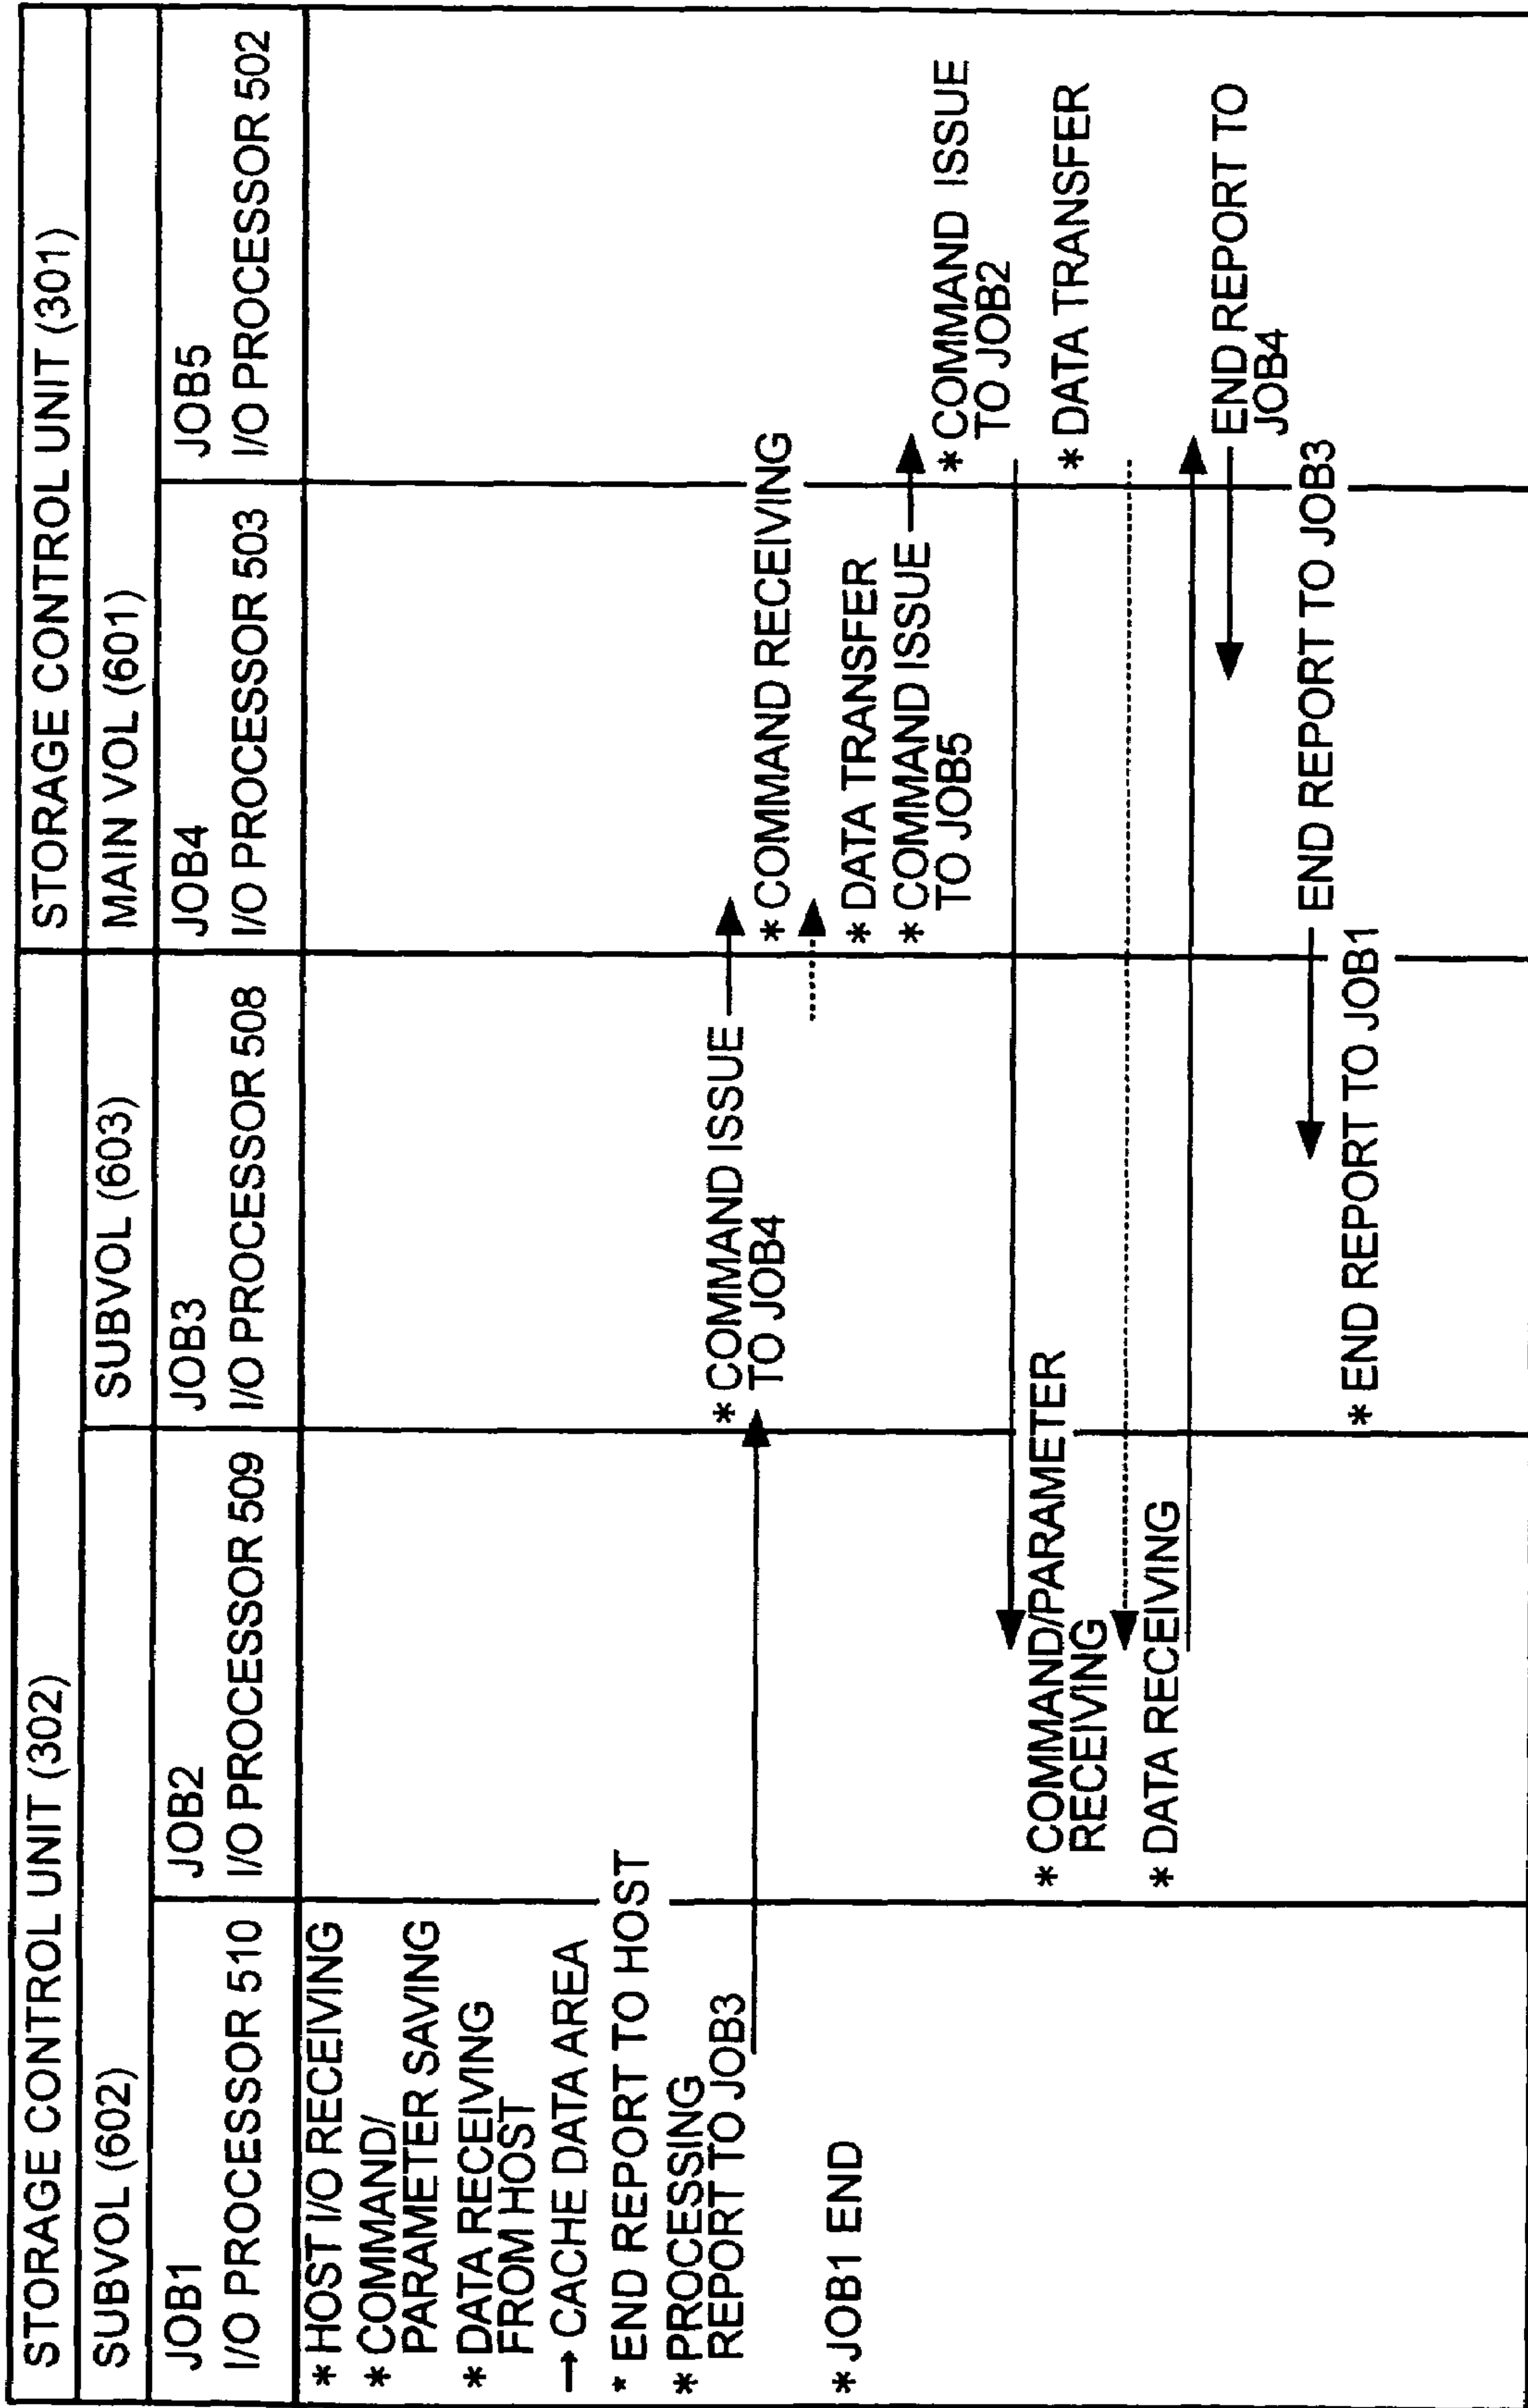 STORAGE CONTROL UNIT (302)
STORAGE CONTROL UNIT (301)
SUBVOL (602)
SUBVOL (603)
MAIN VOL (601)
JOB1
I/O PROCESSOR 510
JOB2
I/O PROCESSOR 509
JOB3
I/O PROCESSOR 508
JOB4
I/O PROCESSOR 503
JOB5
I/O PROCESSOR 502
* HOST I/O RECEIVING
* COMMAND/
PARAMETER SAVING
* DATA RECEIVING
FROM HOST
→ CACHE DATA AREA
* END REPORT TO HOST
* PROCESSING
REPORT TO JOB3
* COMMAND ISSUE
TO JOB4
* COMMAND RECEIVING
* JOB1 END
* DATA TRANSFER
* COMMAND ISSUE
TO JOB5
* COMMAND ISSUE
TO JOB2
* COMMAND/PARAMETER
RECEIVING
* DATA TRANSFER
* DATA RECEIVING
END REPORT TO
JOB4
END REPORT TO JOB3
* END REPORT TO JOB1